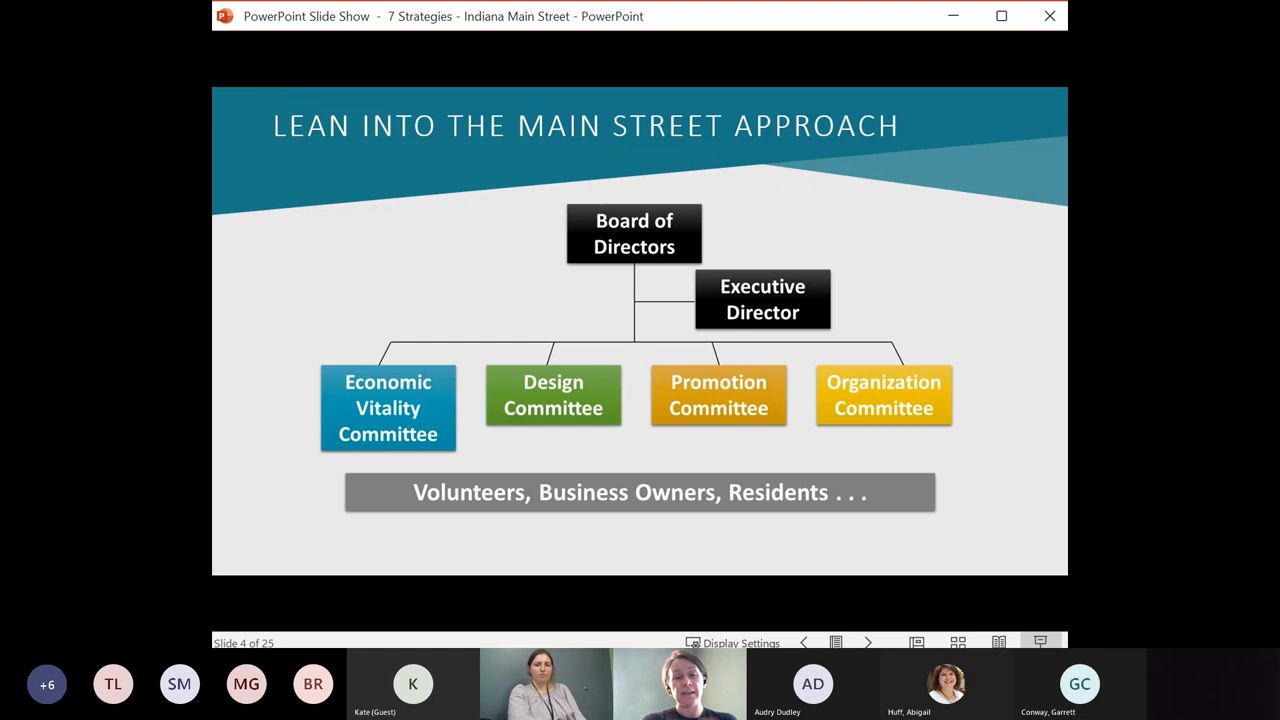 PowerPoint Slide Show - 7 Strategies - Indiana Main Street - PowerPoint
LEAN INTO THE MAIN STREET APPROACH
Board of
Directors
Executive
Director
Economic
Vitality
Committee
Design
Committee
Promotion
Committee
Organization
Committee
Volunteers, Business Owners, Residents . . .
Slide 4 of 25
Display Settings
+6
TL
SM
MG
BR
K
Kate (Guest)
AD
Audry Dudley
Huff, Abigail
GC
Conway, Garrett